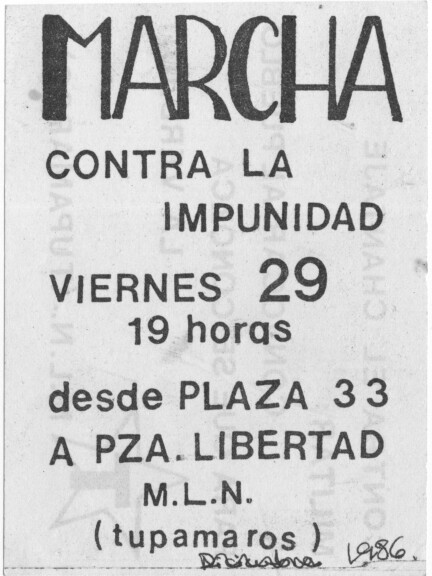 MARCHA
CONTRA LA
IMPUNIDAD
VIERNES 29
19 horas
desde PLAZA 33
A PZA. LIBERTAD
M.L.N.
(tupamaros)
1986.